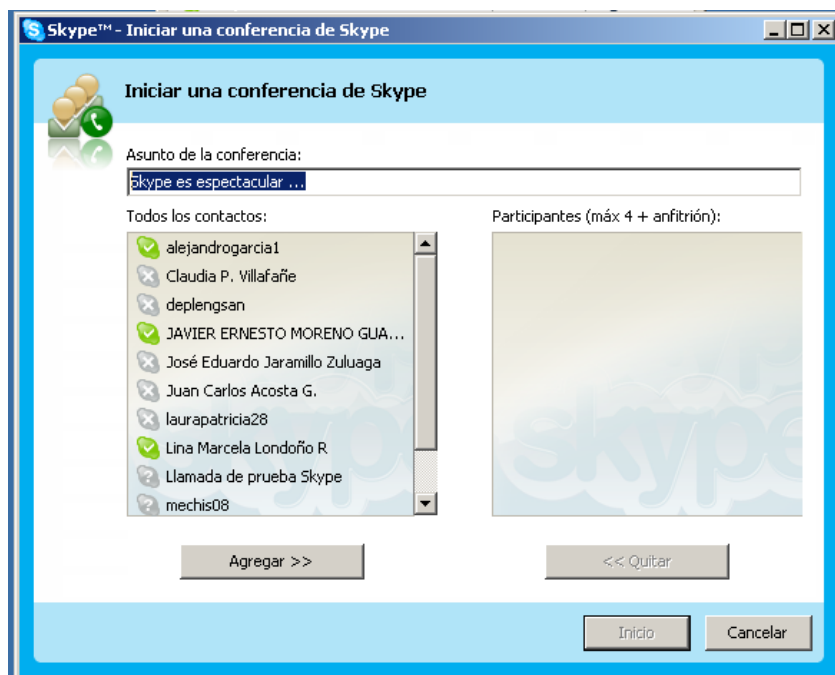 Skype™ - Iniciar una conferencia de Skype
Iniciar una conferencia de Skype
Asunto de la conferencia:
Skype es espectacular ...
Todos los contactos:
Participantes (máx 4 + anfitrión):
alejandrogarcia1
Claudia P. Villafañe
deplengsan
JAVIER ERNESTO MORENO GUA...
José Eduardo Jaramillo Zuluaga
Juan Carlos Acosta G.
laurapatricia28
Lina Marcela Londoño R
Llamada de prueba Skype
mechis08
skype
Agregar >>
<< Quitar
Inicio
Cancelar